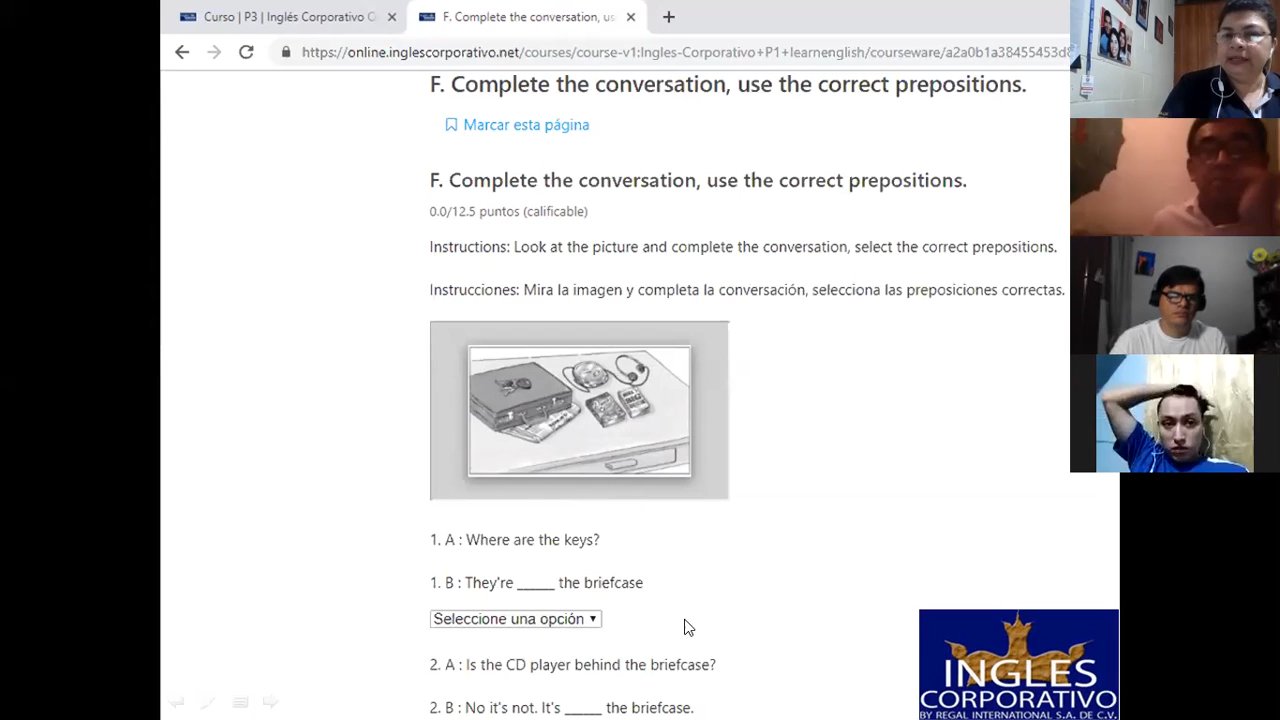 Curso | P3 | Inglés Corporativo
F. Complete the conversation, us
https://online.inglescorporativo.net/courses/course-v1:Ingles-Corporativo+P1+learnenglish/courseware/a2a0b1a38455453d
F. Complete the conversation, use the correct prepositions.
Marcar esta página
F. Complete the conversation, use the correct prepositions.
0.0/12.5 puntos (calificable)
Instructions: Look at the picture and complete the conversation, select the correct prepositions.
Instrucciones: Mira la imagen y completa la conversación, selecciona las preposiciones correctas.
1. A : Where are the keys?
1. B : They're ______ the briefcase
Seleccione una opción
2. A : Is the CD player behind the briefcase?
2. B : No it's not. It's ______ the briefcase.
INGLES
CORPORATIVO
BY REGAL INTERNATIONAL S.A. DE C.V.